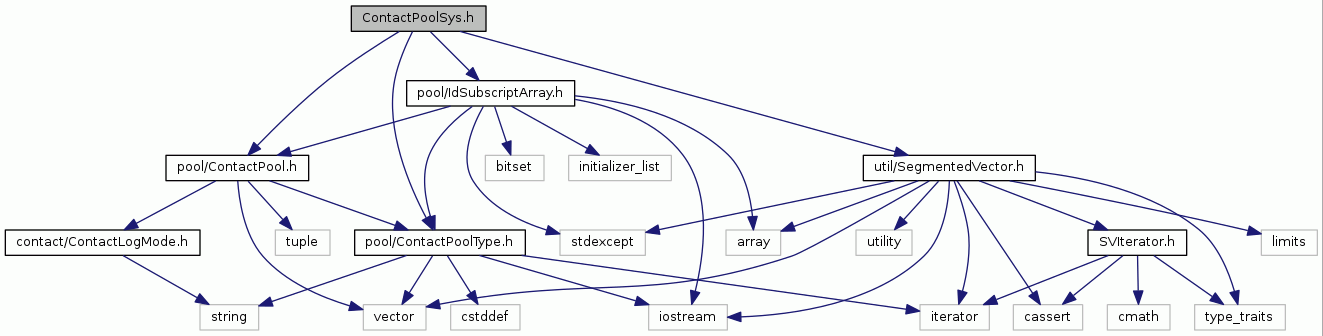 ContactPoolSys.h
pool/IdSubscriptArray.h
pool/ContactPool.h
bitset
initializer_list
util/SegmentedVector.h
contact/ContactLogMode.h
tuple
pool/ContactPoolType.h
stdexcept
array
utility
SVIterator.h
limits
string
vector
cstddef
iostream
iterator
cassert
cmath
type_traits